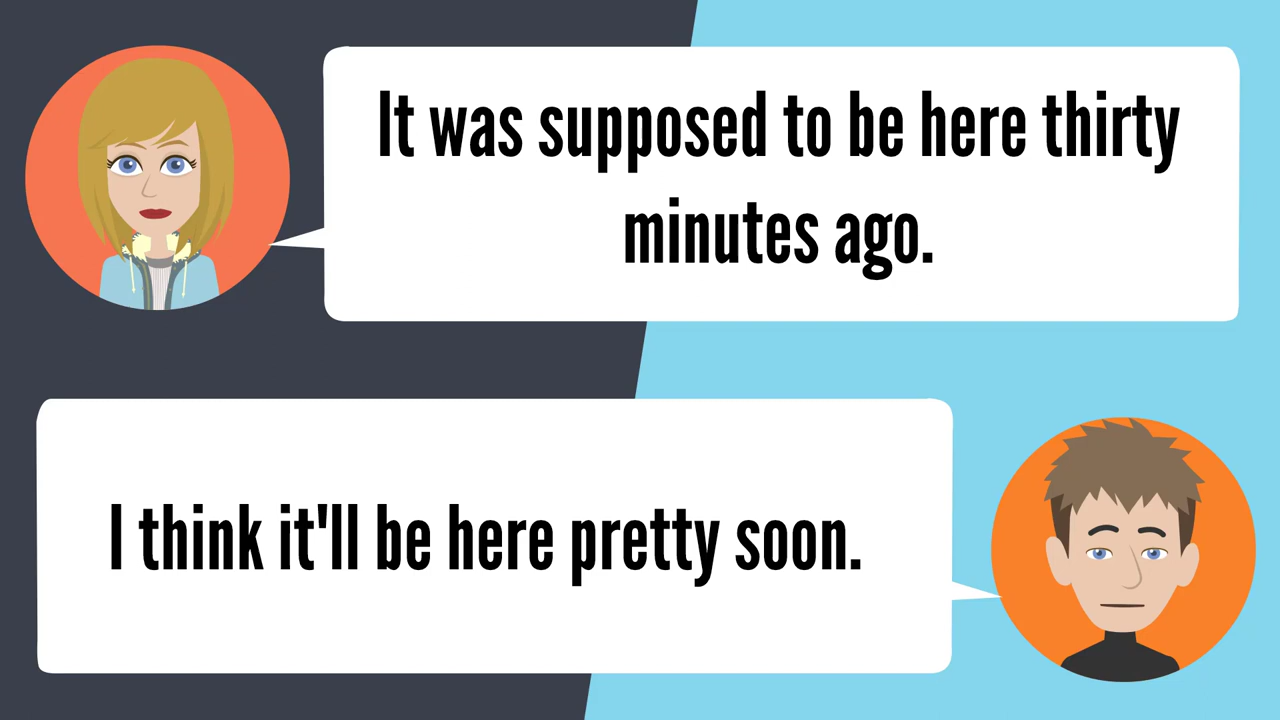 It was supposed to be here thirty
minutes ago.
I think it'll be here pretty soon.